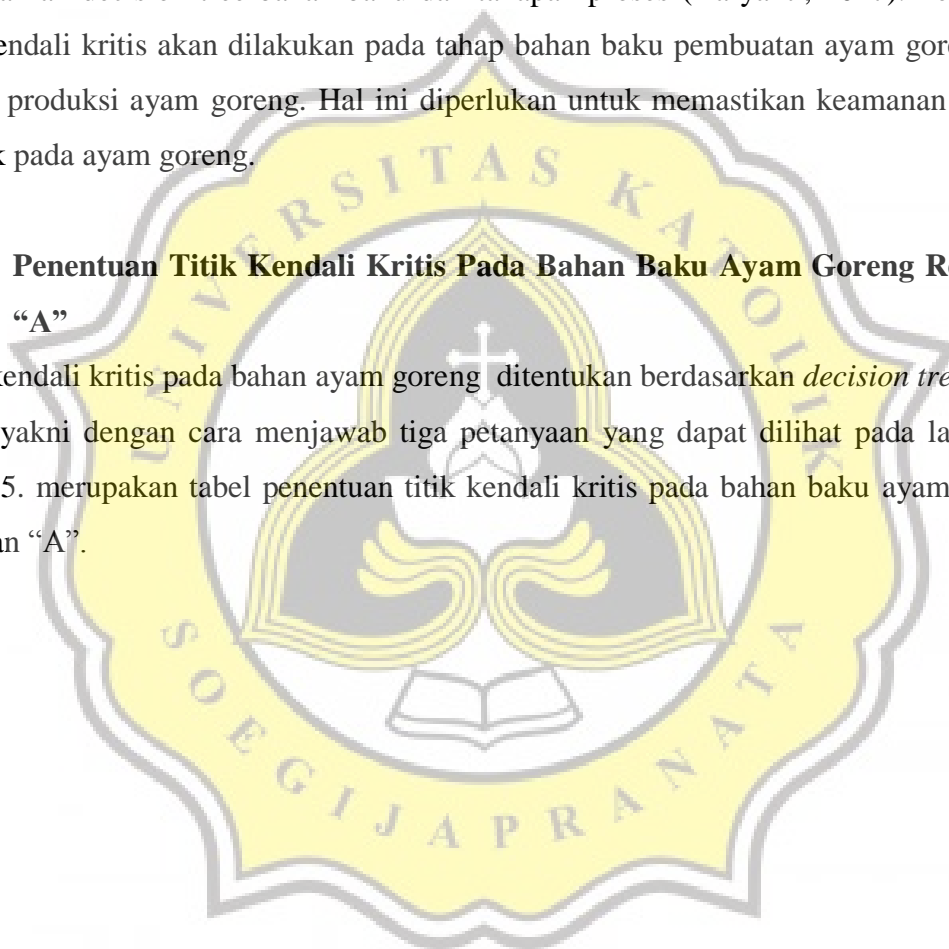 endali kritis akan dilakukan pada tahap bahan baku pembuatan ayam gore
produksi ayam goreng. Hal ini diperlukan untuk memastikan keamanan
k pada ayam goreng.
Penentuan Titik Kendali Kritis Pada Bahan Baku Ayam Goreng Re
“A”
kendali kritis pada bahan ayam goreng ditentukan berdasarkan decision tre
yakni dengan cara menjawab tiga petanyaan yang dapat dilihat pada la
5. merupakan tabel penentuan titik kendali kritis pada bahan baku ayam
an “A”.
UNIVERSITAS KATOLIK
SOEGIJAPRANATA